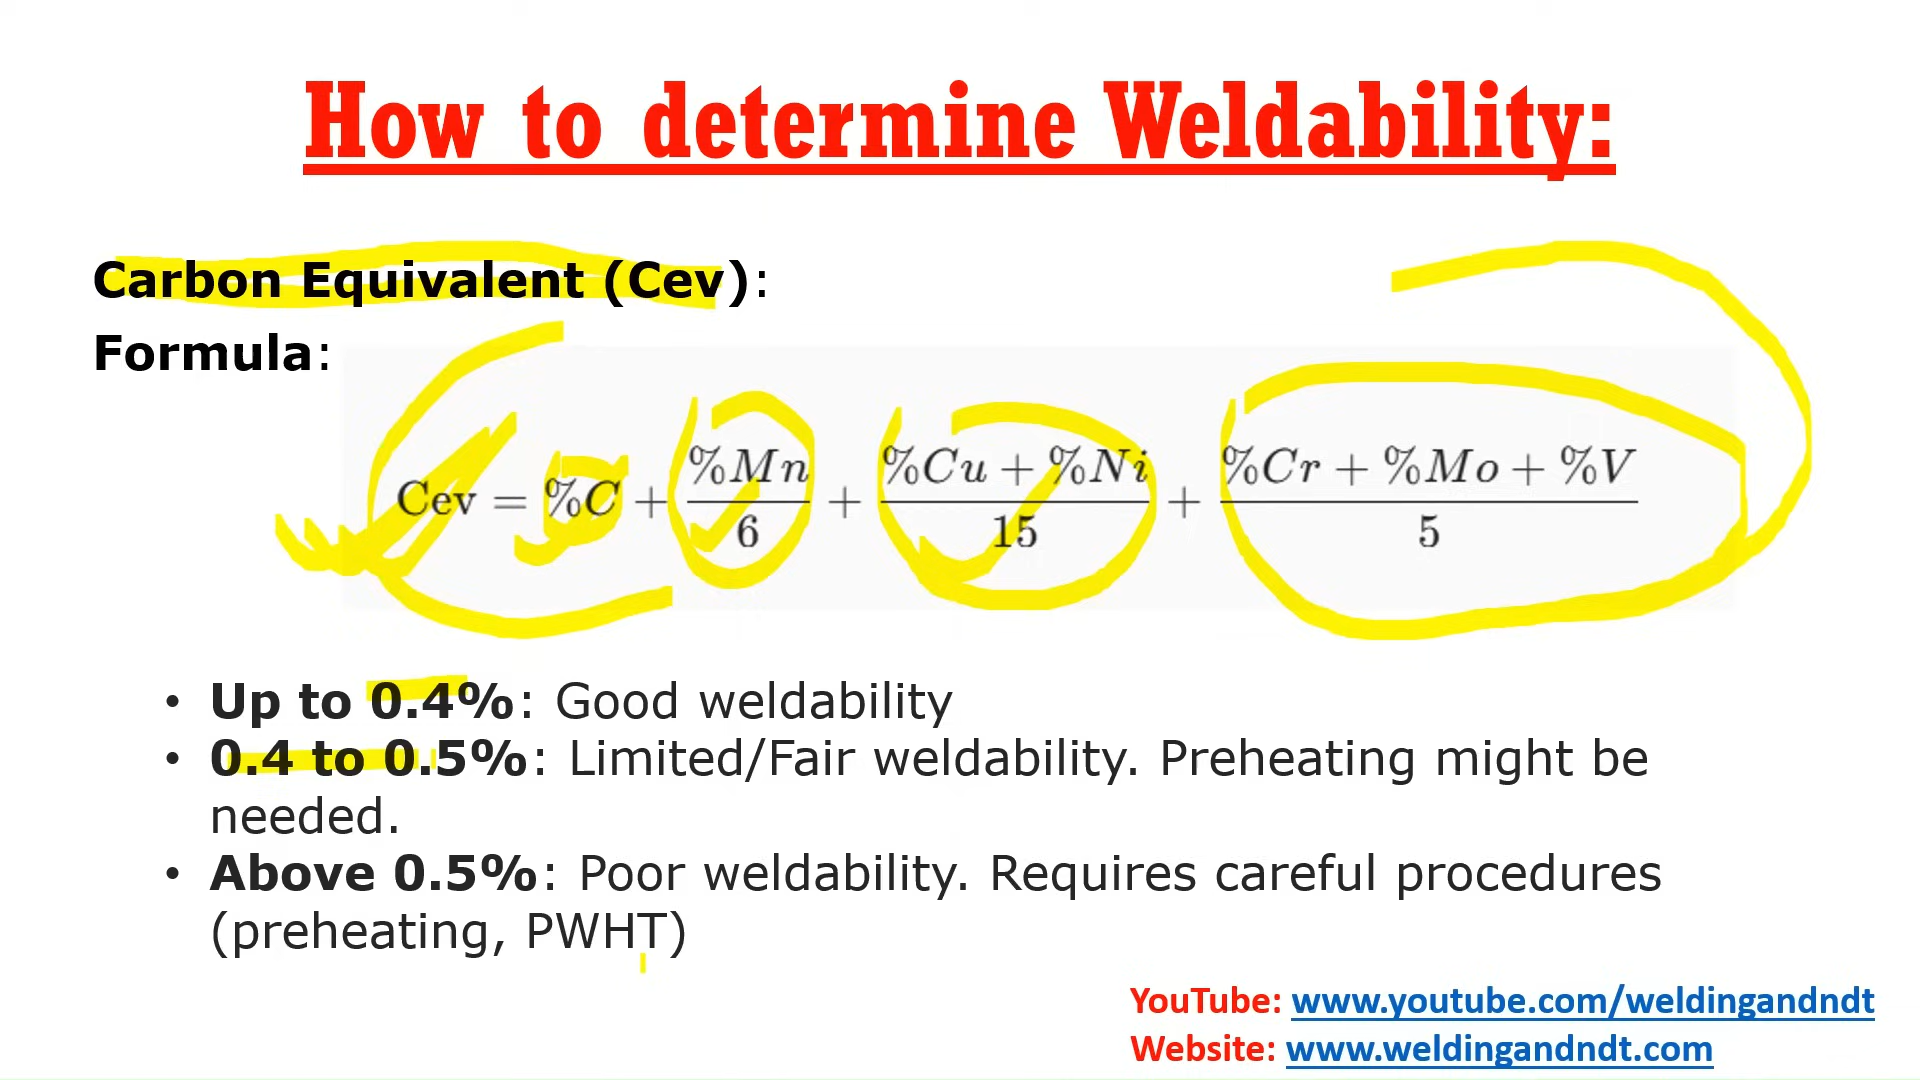 How to determine Weldability:
Carbon Equivalent (Cev):
Formula:
Cev = %C + %Mn/6 + %Cu + %Ni/15 + %Cr + %Mo + %V/5
• Up to 0.4%: Good weldability
• 0.4 to 0.5%: Limited/Fair weldability. Preheating might be
needed.
• Above 0.5%: Poor weldability. Requires careful procedures
(preheating, PWHT)
YouTube: www.youtube.com/weldingandndt
Website: www.weldingandndt.com